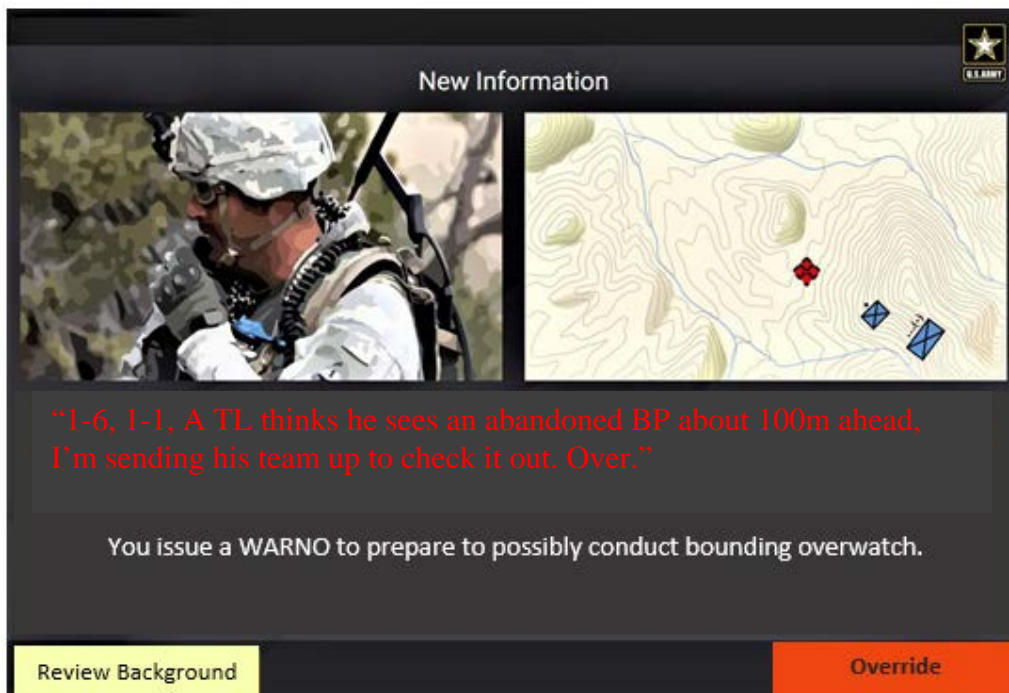 U.S. ARMY
New Information
“1-6, 1-1, A TL thinks he sees an abandoned BP about 100m ahead,
I’m sending his team up to check it out. Over.”
You issue a WARNO to prepare to possibly conduct bounding overwatch.
Review Background
Override